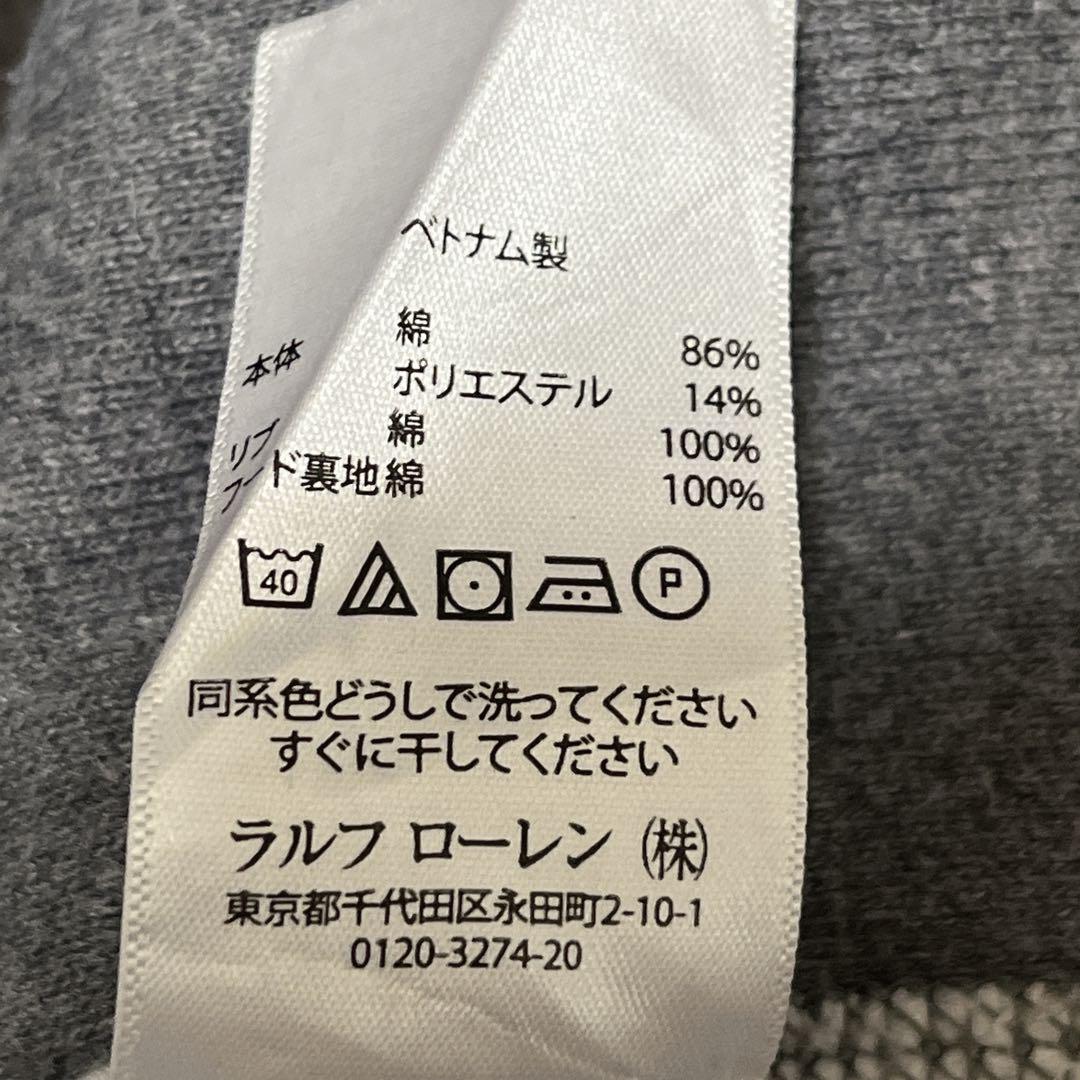 ベトナム製
本体 綿 86%
ポリエステル 14%
リブ 綿 100%
フード裏地 綿 100%
40 P
同系色どうしで洗ってください
すぐに干してください
ラルフ ローレン (株)
東京都千代田区永田町2-10-1
0120-3274-20